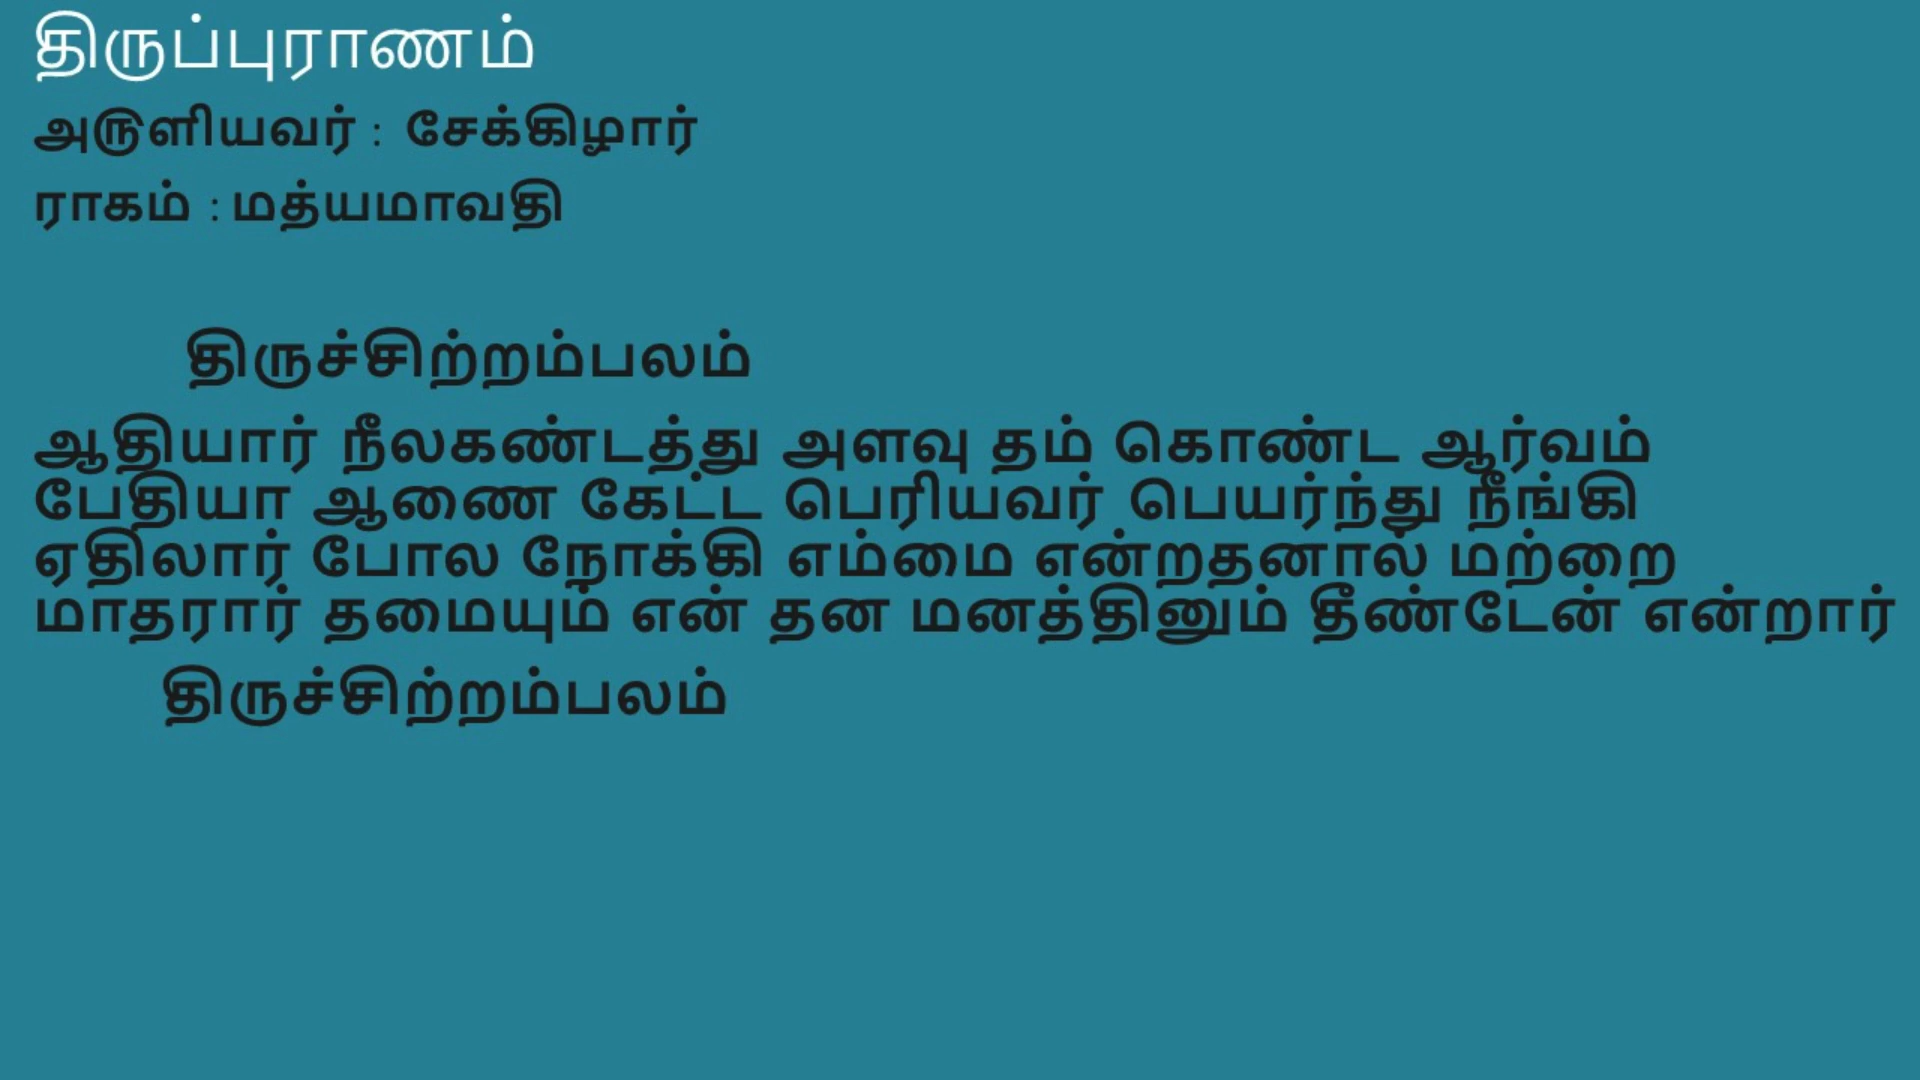 திருப்புராணம்
அருளியவர் : சேக்கிழார்
ராகம் : மத்யமாவதி
திருச்சிற்றம்பலம்
ஆதியார் நீலகண்டத்து அளவு தம் கொண்ட ஆர்வம்
பேதியா ஆணை கேட்ட பெரியவர் பெயர்ந்து நீங்கி
ஏதிலார் போல நோக்கி எம்மை என்றதனால் மற்றை
மாதரார் தமையும் என் தன மனத்தினும் தீண்டேன் என்றார்
திருச்சிற்றம்பலம்